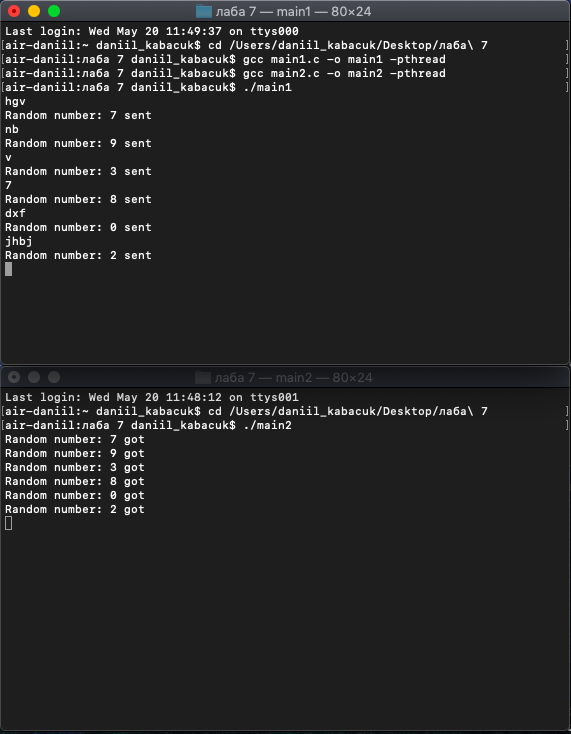 лаба 7 — main1 — 80×24
Last login: Wed May 20 11:49:37 on ttys000
[air-daniil:~ daniil_kabacuk$ cd /Users/daniil_kabacuk/Desktop/лаба\ 7 ]
[air-daniil:лаба 7 daniil_kabacuk$ gcc main1.c -o main1 -pthread ]
[air-daniil:лаба 7 daniil_kabacuk$ gcc main2.c -o main2 -pthread ]
[air-daniil:лаба 7 daniil_kabacuk$ ./main1 ]
hgv
Random number: 7 sent
nb
Random number: 9 sent
v
Random number: 3 sent
7
Random number: 8 sent
dxf
Random number: 0 sent
jhbj
Random number: 2 sent
лаба 7 — main2 — 80×24
Last login: Wed May 20 11:48:12 on ttys001
[air-daniil:~ daniil_kabacuk$ cd /Users/daniil_kabacuk/Desktop/лаба\ 7 ]
[air-daniil:лаба 7 daniil_kabacuk$ ./main2 ]
Random number: 7 got
Random number: 9 got
Random number: 3 got
Random number: 8 got
Random number: 0 got
Random number: 2 got